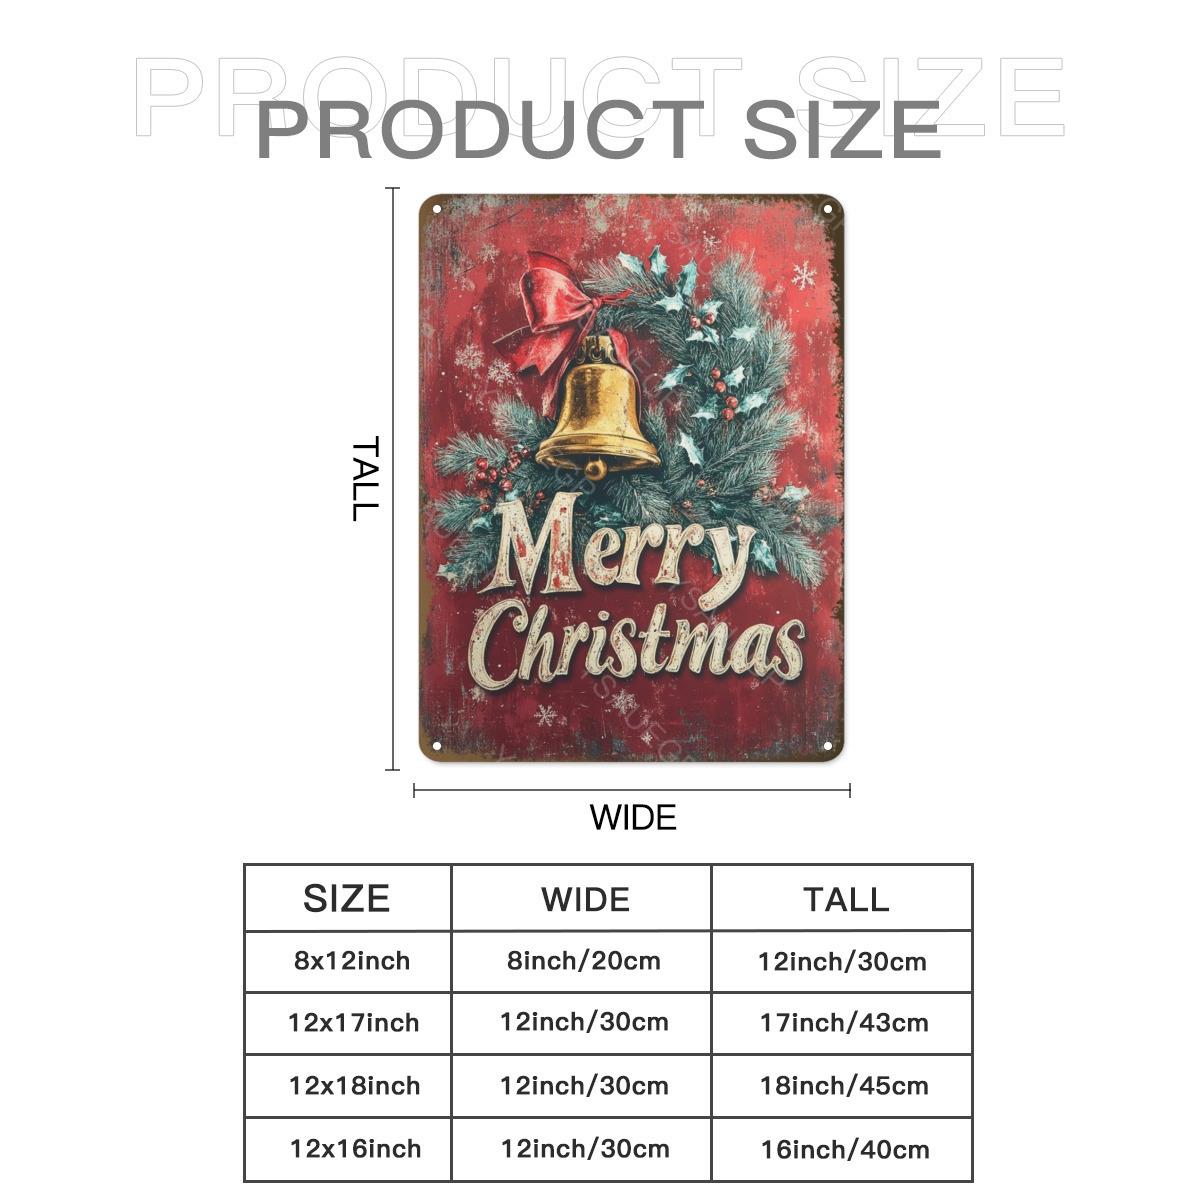 PRODUCT SIZE
PRODUCT SIZE
TALL
Merry
Christmas
WIDE
SIZE WIDE TALL
8x12inch 8inch/20cm 12inch/30cm
12x17inch 12inch/30cm 17inch/43cm
12x18inch 12inch/30cm 18inch/45cm
12x16inch 12inch/30cm 16inch/40cm